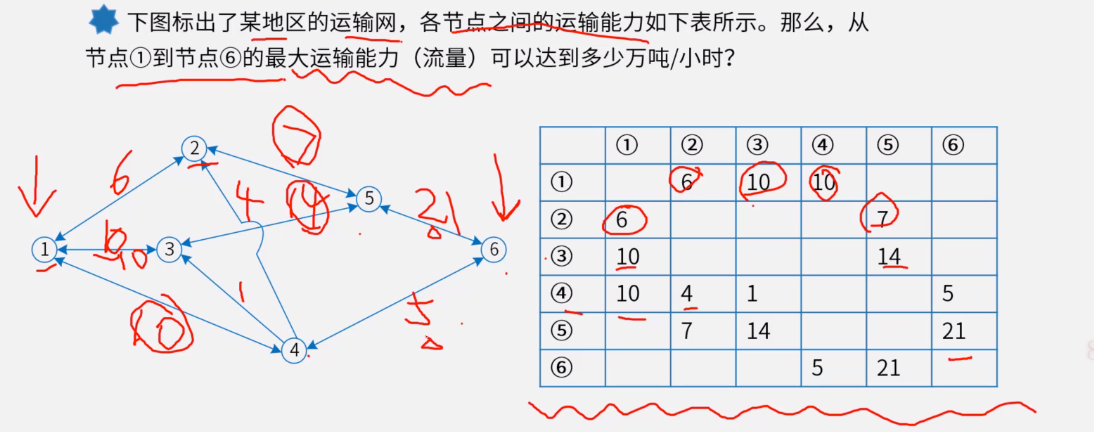 下图标出了某地区的运输网，各节点之间的运输能力如下表所示。那么，从
节点①到节点⑥的最大运输能力（流量）可以达到多少万吨/小时？
② 7
6 4 14 ⑤ 21
① 10 ③ ⑥
10 1 5
④
① ② ③ ④ ⑤ ⑥
① 6 10 10
② 6 7
③ 10 14
④ 10 4 1 5
⑤ 7 14 21
⑥ 5 21